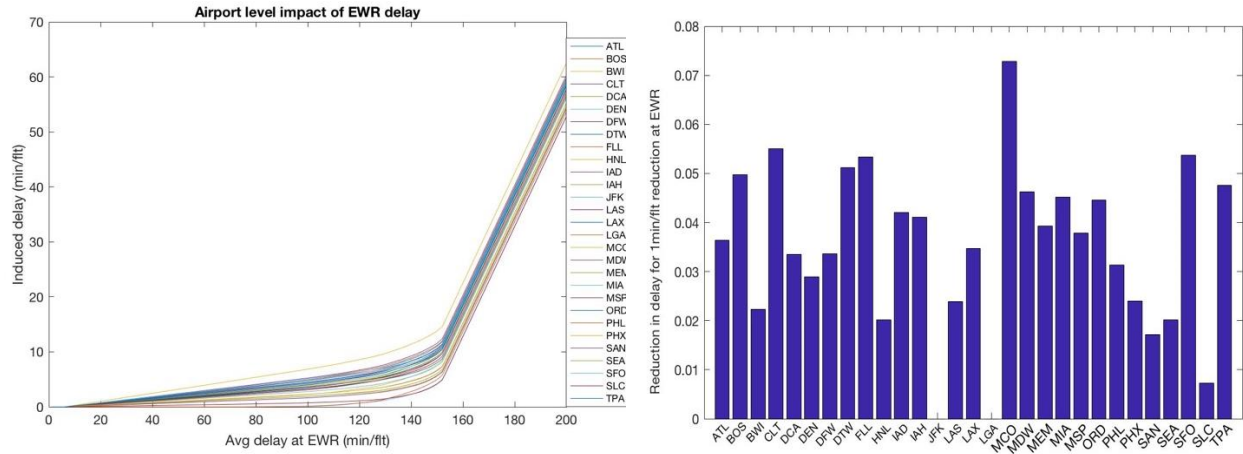 Airport level impact of EWR delay
70
60
50
40
30
20
10
0
Induced delay (min/flt)
0 20 40 60 80 100 120 140 160 180 200
Avg delay at EWR (min/flt)
ATL
BOS
BWI
CLT
DCA
DEN
DFW
DTW
FLL
HNL
IAD
IAH
JFK
LAS
LAX
LGA
MCO
MDW
MEM
MIA
MSP
ORD
PHL
PHX
SAN
SEA
SFO
SLC
TPA
0.08
0.07
0.06
0.05
0.04
0.03
0.02
0.01
0
Reduction in delay for 1min/flt reduction at EWR
ATL BOS BWI CLT DCA DEN DFW DTW FLL HNL IAD IAH JFK LAS LAX LGA MCO MDW MEM MIA MSP ORD PHL PHX SAN SEA SFO SLC TPA